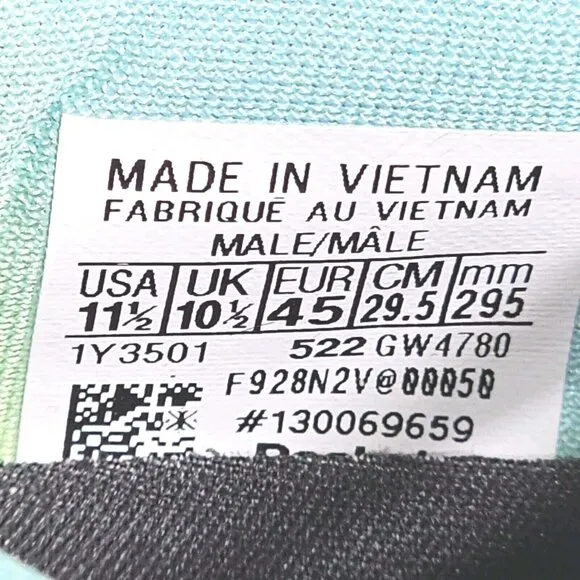 MADE IN VIETNAM
FABRIQUÉ AU VIETNAM
MALE/MÂLE
USA UK EUR CM mm
11½ 10½ 45 29.5 295
1Y3501 522 GW4780
F928N2V@00050
#130069659